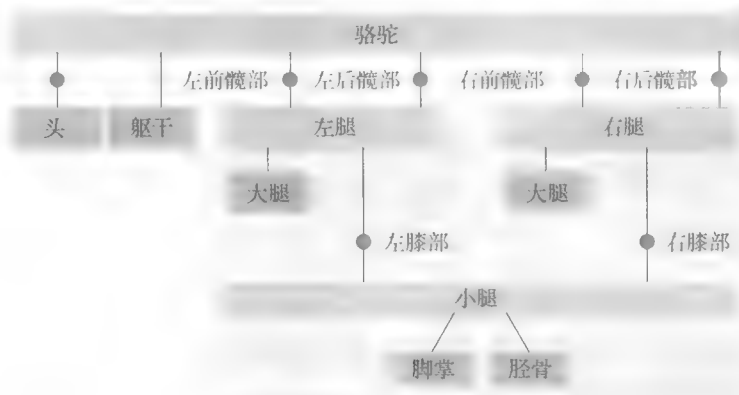 骆驼
左前髋部 左后髋部 右前髋部 右后髋部
头 躯干 左腿 右腿
大腿 大腿
左膝部 右膝部
小腿
脚掌 胫骨